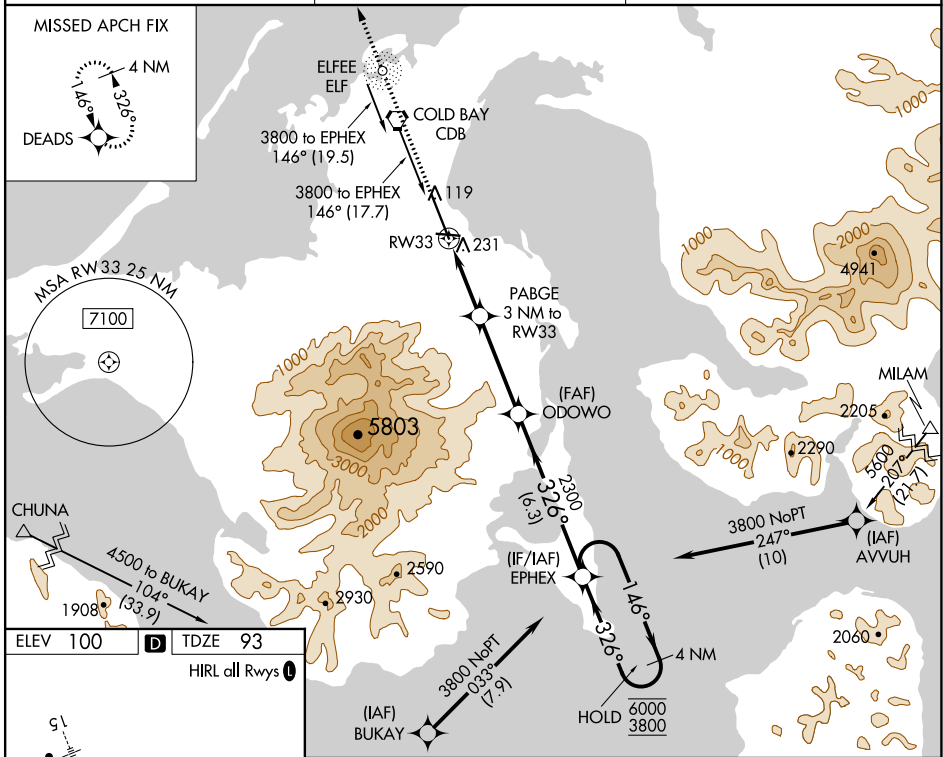 MISSED APCH FIX
4 NM
146°
326°
DEADS
ELFEE
ELF
COLD BAY
CDB
3800 to EPHEX
146° (19.5)
3800 to EPHEX
146° (17.7)
119
RW33
231
1000
1000
2000
4941
MSA RW33 25 NM
7100
PABGE
3 NM to
RW33
1000
5803
3000
2000
(FAF)
ODOWO
MILAM
2205
2290
1000
5600
207°
(21.7)
CHUNA
4500 to BUKAY
104°
(33.9)
1908
2590
2930
2300
326°
(6.3)
(IF/IAF)
EPHEX
3800 NoPT
247°
(10)
(IAF)
AVVUH
146°
326°
4 NM
HOLD
6000
3800
2060
3800 NoPT
033°
(7.9)
(IAF)
BUKAY
ELEV 100
D
TDZE 93
HIRL all Rwys L
15